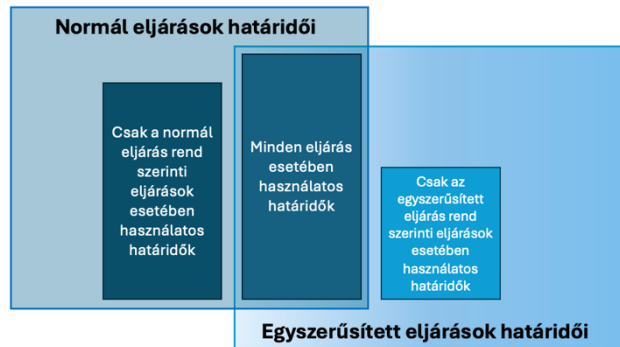 Normál eljárások határidői
Csak a normál
eljárás rend
szerinti
eljárások
esetében
használatos
határidők
Minden eljárás
esetében
használatos
határidők
Csak az
egyszerűsített
eljárás rend
szerinti eljárások
esetében
használatos
határidők
Egyszerűsített eljárások határidői